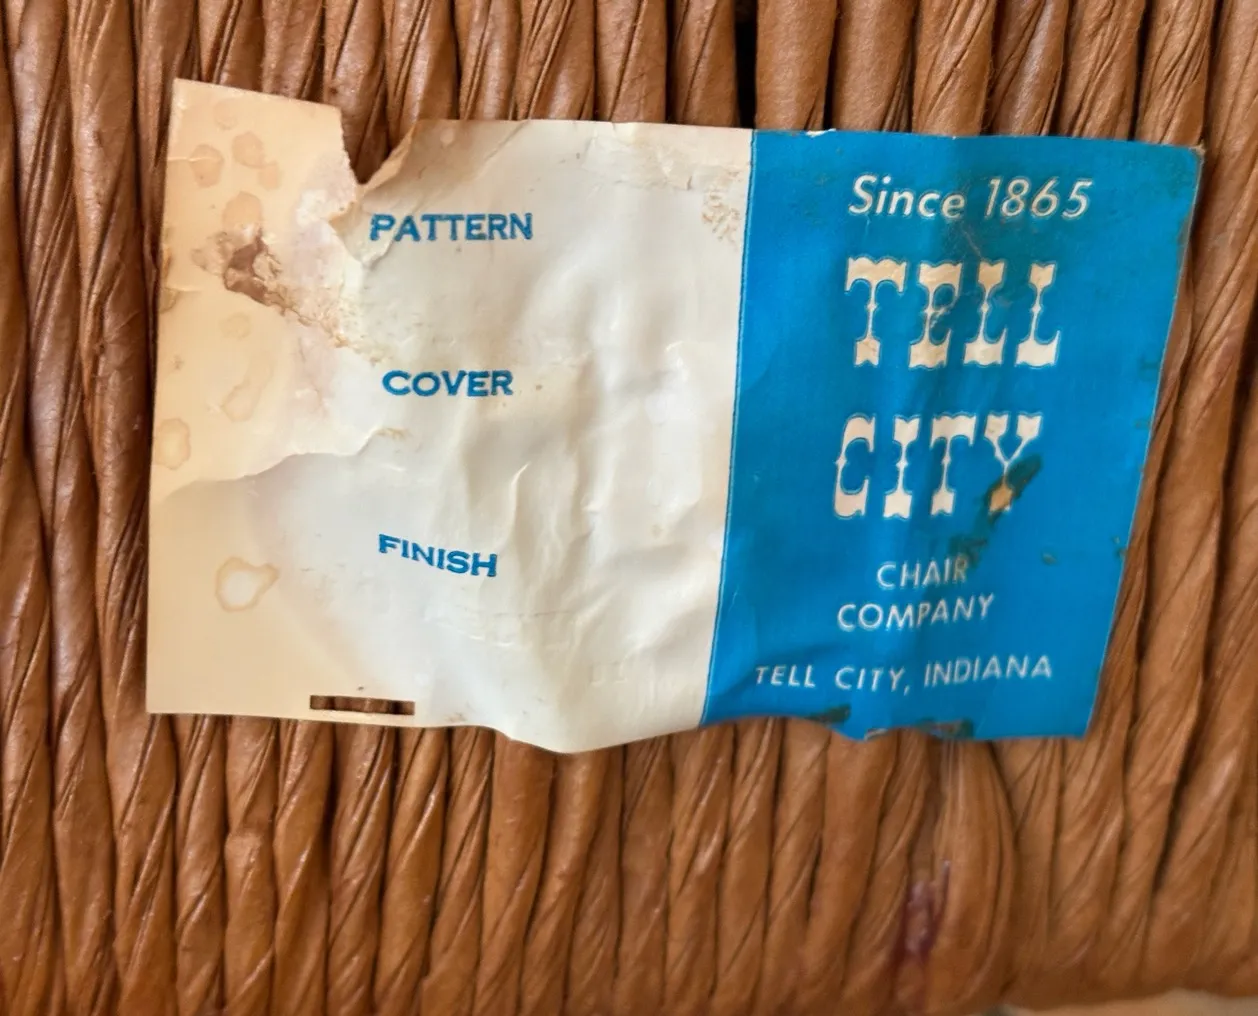 PATTERN
COVER
FINISH
Since 1865
TELL
CITY
CHAIR
COMPANY
TELL CITY, INDIANA